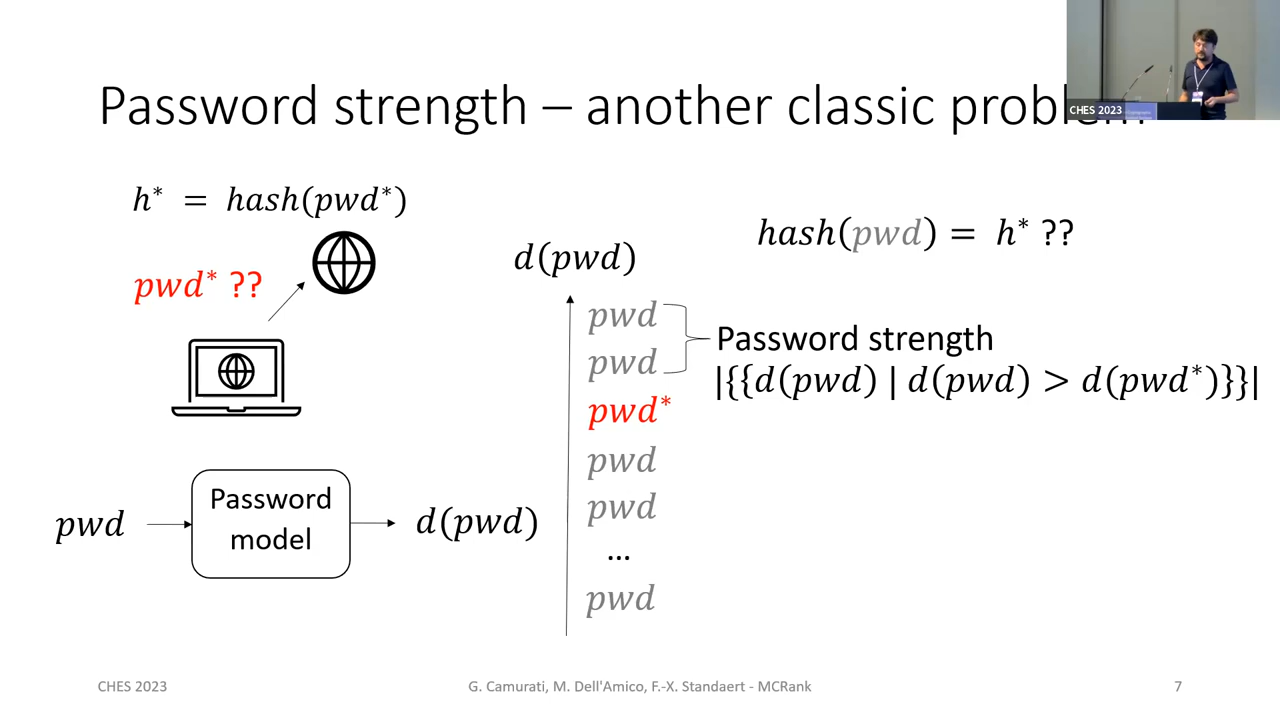 Password strength – another classic problem
CHES 2023
h* = hash(pwd*)
pwd* ??
Password
model
pwd
d(pwd)
d(pwd)
pwd
pwd
pwd*
pwd
pwd
...
pwd
hash(pwd) = h* ??
Password strength
|{{d(pwd) | d(pwd) > d(pwd*)}}|
CHES 2023
G. Camurati, M. Dell'Amico, F.-X. Standaert - MCRank
7